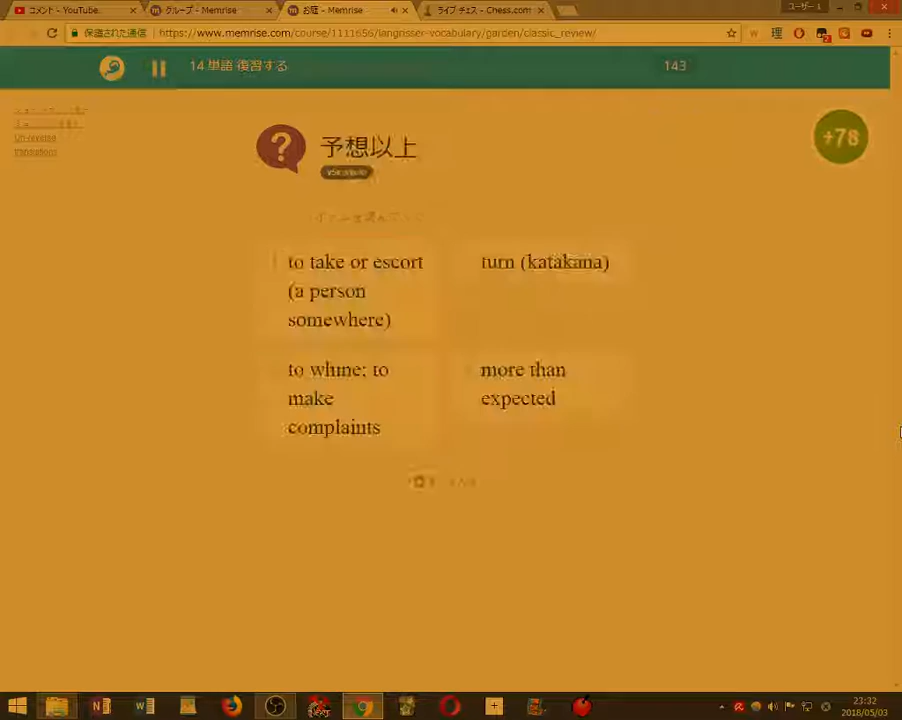 コメント - YouTube
グループ - Memrise
お庭 - Memrise
ライブ チェス - Chess.com
ユーザー 1
保護された通信
https://www.memrise.com/course/1111656/langrisser-vocabulary/garden/classic_review/
14 単語 復習する
143
Un-reverse
translations
+78
予想以上
to take or escort
(a person
somewhere)
turn (katakana)
to whine; to
make
complaints
more than
expected
23:32
2018/05/03